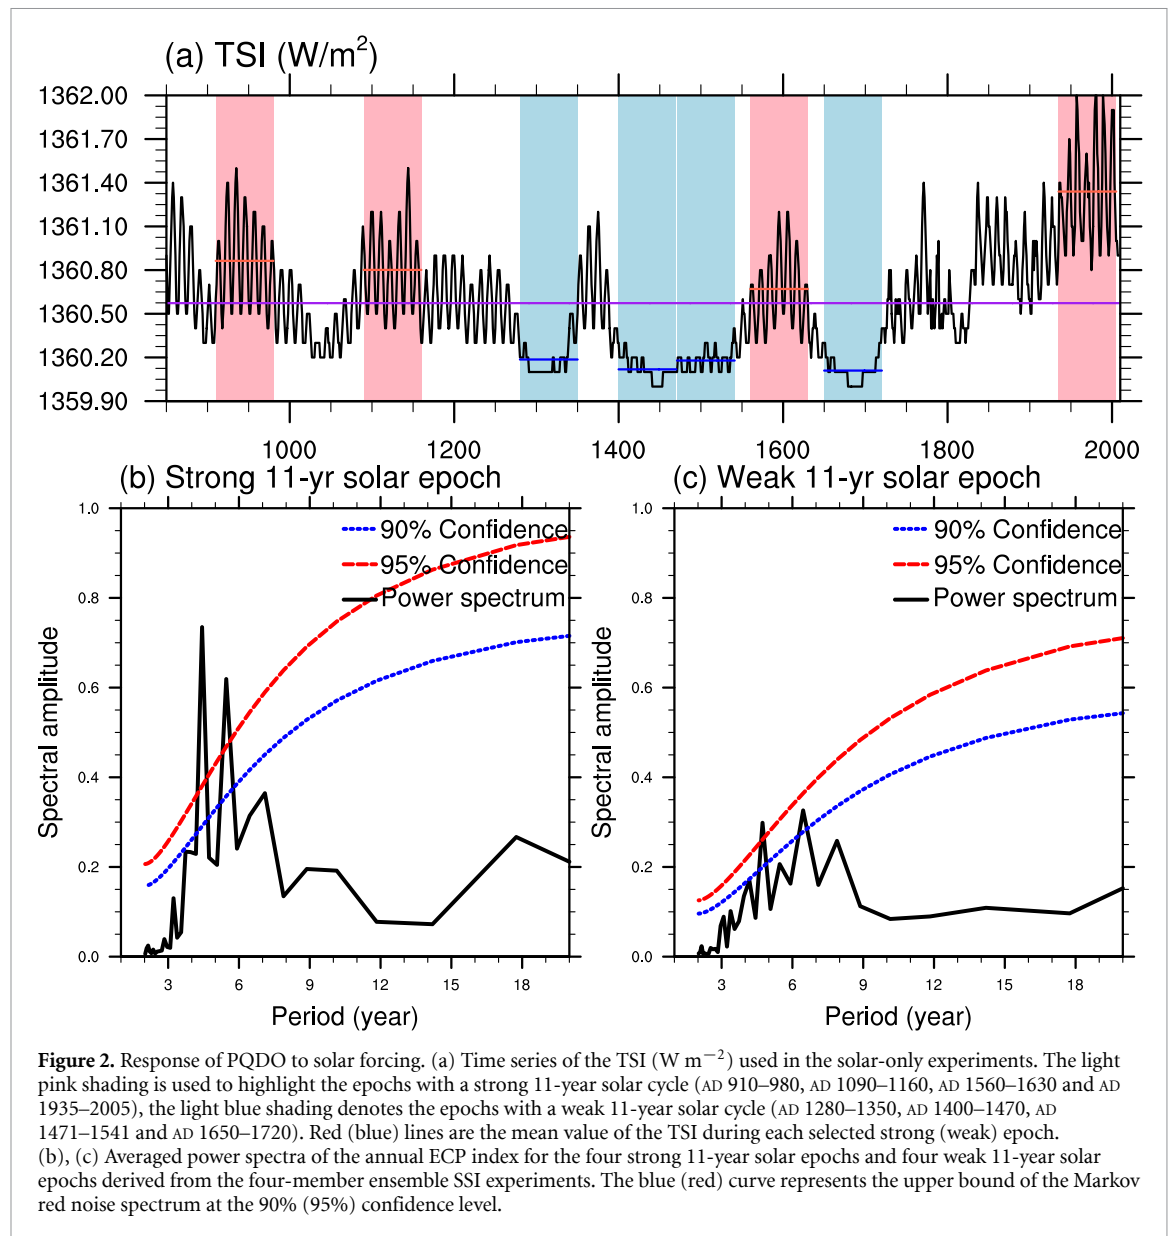 (a) TSI (W/m²)
1362.00
1361.70
1361.40
1361.10
1360.80
1360.50
1360.20
1359.90
1000 1200 1400 1600 1800 2000
(b) Strong 11-yr solar epoch
1.0
0.8
0.6
0.4
0.2
0.0
Spectral amplitude
90% Confidence
95% Confidence
Power spectrum
3 6 9 12 15 18
Period (year)
(c) Weak 11-yr solar epoch
1.0
0.8
0.6
0.4
0.2
0.0
Spectral amplitude
90% Confidence
95% Confidence
Power spectrum
3 6 9 12 15 18
Period (year)
Figure 2. Response of PQDO to solar forcing. (a) Time series of the TSI (W m⁻²) used in the solar-only experiments. The light
pink shading is used to highlight the epochs with a strong 11-year solar cycle (AD 910–980, AD 1090–1160, AD 1560–1630 and AD
1935–2005), the light blue shading denotes the epochs with a weak 11-year solar cycle (AD 1280–1350, AD 1400–1470, AD
1471–1541 and AD 1650–1720). Red (blue) lines are the mean value of the TSI during each selected strong (weak) epoch.
(b), (c) Averaged power spectra of the annual ECP index for the four strong 11-year solar epochs and four weak 11-year solar
epochs derived from the four-member ensemble SSI experiments. The blue (red) curve represents the upper bound of the Markov
red noise spectrum at the 90% (95%) confidence level.